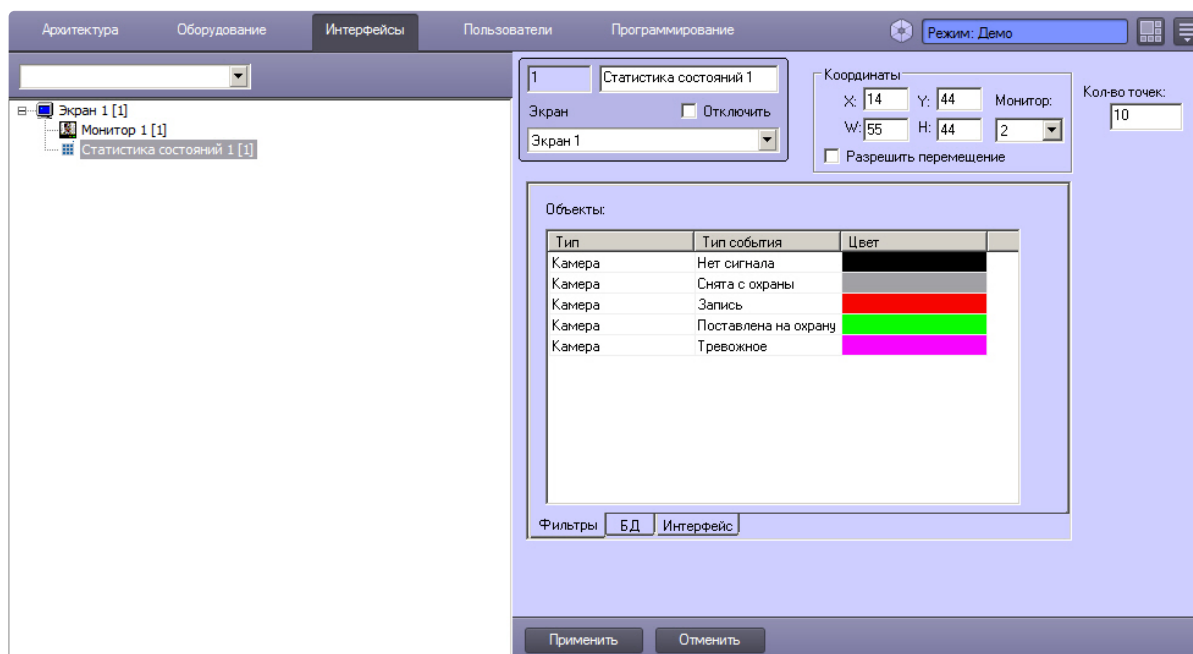 Архитектура Оборудование Интерфейсы Пользователи Программирование Режим: Демо
Экран 1 [1]
Монитор 1 [1]
Статистика состояний 1 [1]
1 Статистика состояний 1
Экран Отключить
Экран 1
Координаты
X: 14 Y: 44 Монитор:
W: 55 H: 44 2
Разрешить перемещение
Кол-во точек:
10
Объекты:
Тип Тип события Цвет
Камера Нет сигнала
Камера Снята с охраны
Камера Запись
Камера Поставлена на охрану
Камера Тревожное
Фильтры БД Интерфейс
Применить Отменить